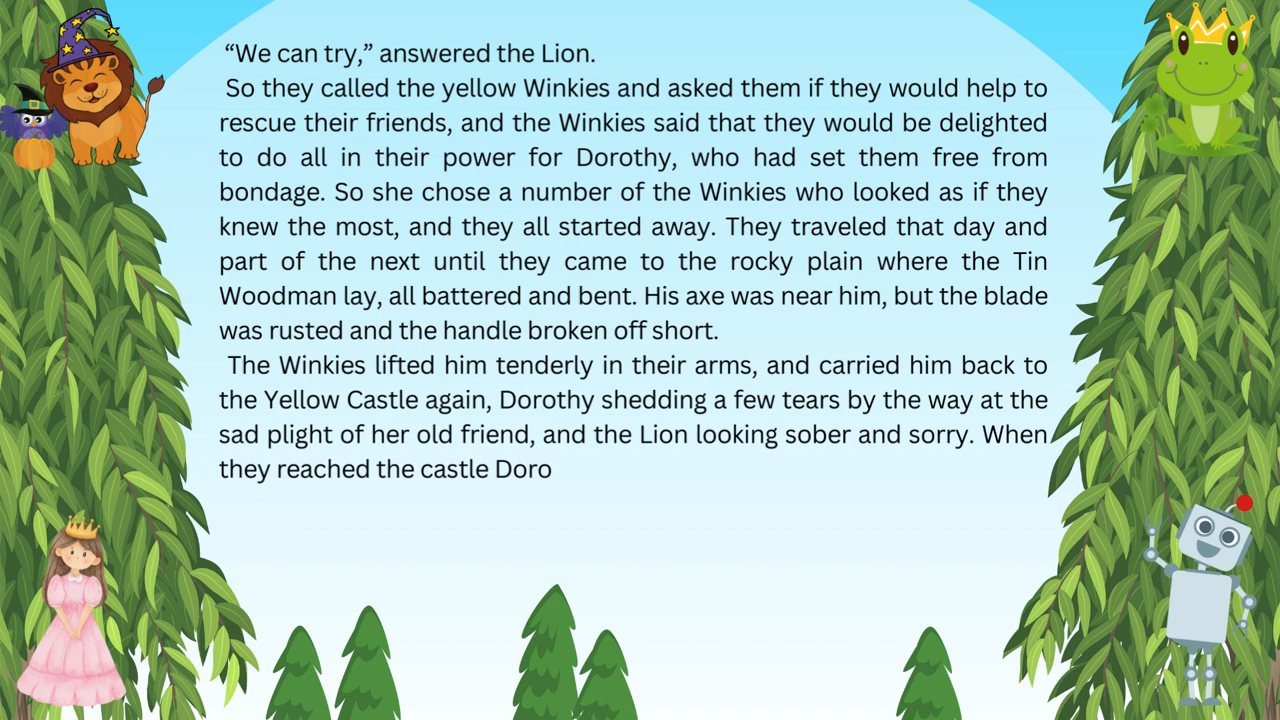 “We can try,” answered the Lion.
So they called the yellow Winkies and asked them if they would help to
rescue their friends, and the Winkies said that they would be delighted
to do all in their power for Dorothy, who had set them free from
bondage. So she chose a number of the Winkies who looked as if they
knew the most, and they all started away. They traveled that day and
part of the next until they came to the rocky plain where the Tin
Woodman lay, all battered and bent. His axe was near him, but the blade
was rusted and the handle broken off short.
The Winkies lifted him tenderly in their arms, and carried him back to
the Yellow Castle again, Dorothy shedding a few tears by the way at the
sad plight of her old friend, and the Lion looking sober and sorry. When
they reached the castle Doro